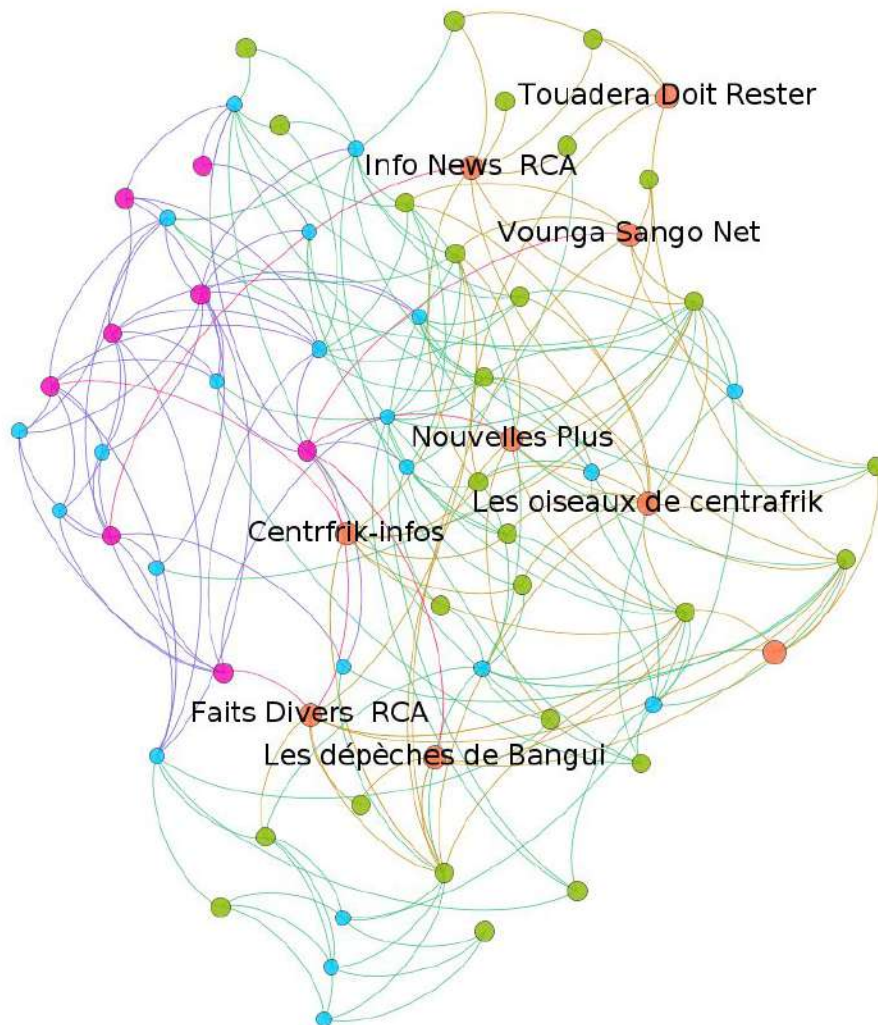 Touadera Doit Rester
Info News RCA
Vounga Sango Net
Nouvelles Plus
Les oiseaux de centrafrik
Centrfrik-infos
Faits Divers RCA
Les dépèches de Bangui